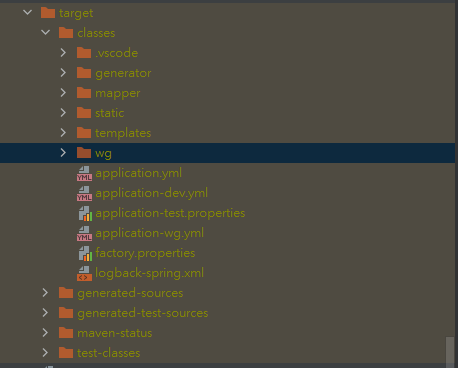 target
classes
.vscode
generator
mapper
static
templates
wg
application.yml
application-dev.yml
application-test.properties
application-wg.yml
factory.properties
logback-spring.xml
generated-sources
generated-test-sources
maven-status
test-classes